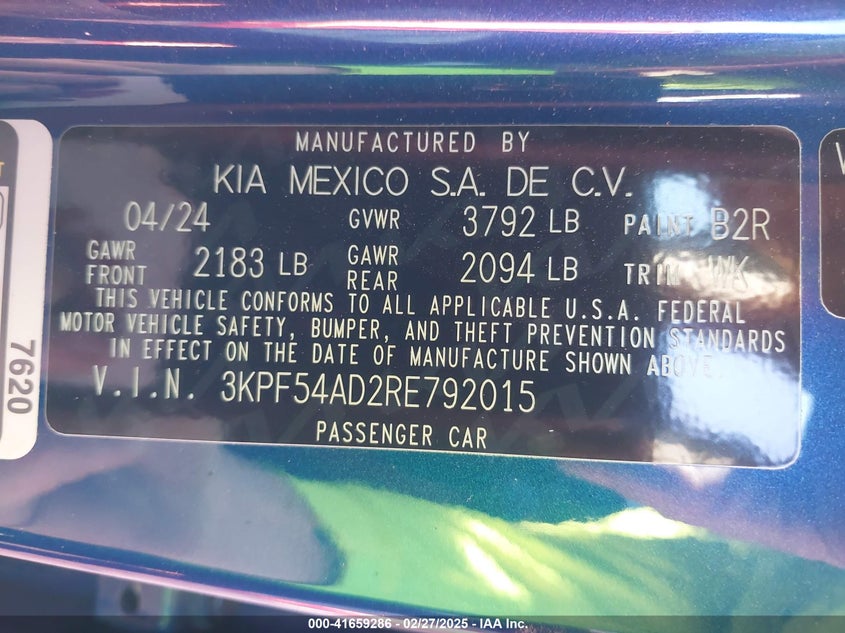 MANUFACTURED BY
KIA MEXICO S.A. DE C.V.
04/24 GVWR 3792 LB PAINT B2R
GAWR FRONT 2183 LB GAWR REAR 2094 LB TRIM WK
THIS VEHICLE CONFORMS TO ALL APPLICABLE U.S.A. FEDERAL
MOTOR VEHICLE SAFETY, BUMPER, AND THEFT PREVENTION STANDARDS
IN EFFECT ON THE DATE OF MANUFACTURE SHOWN ABOVE.
V.I.N. 3KPF54AD2RE792015
PASSENGER CAR
7620
000-41659286 - 02/27/2025 - IAA Inc.